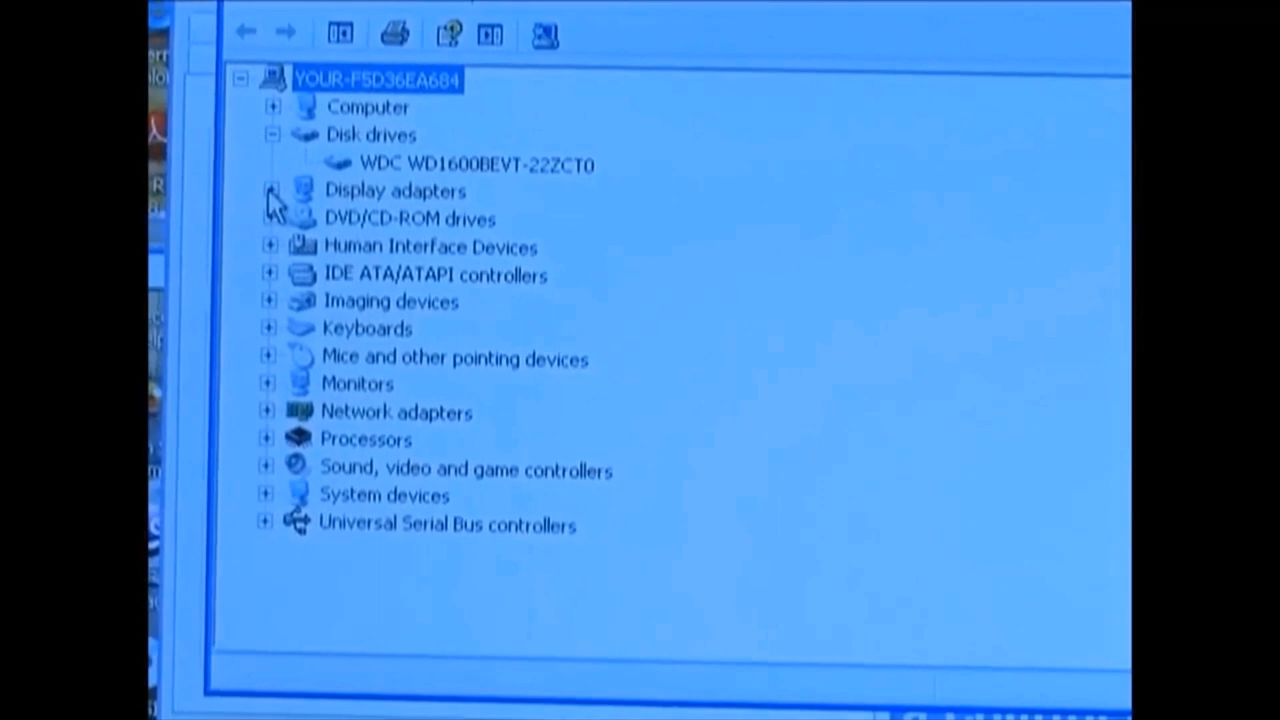 YOUR-F5D36EA684
Computer
Disk drives
WDC WD1600BEVT-22ZCT0
Display adapters
DVD/CD-ROM drives
Human Interface Devices
IDE ATA/ATAPI controllers
Imaging devices
Keyboards
Mice and other pointing devices
Monitors
Network adapters
Processors
Sound, video and game controllers
System devices
Universal Serial Bus controllers